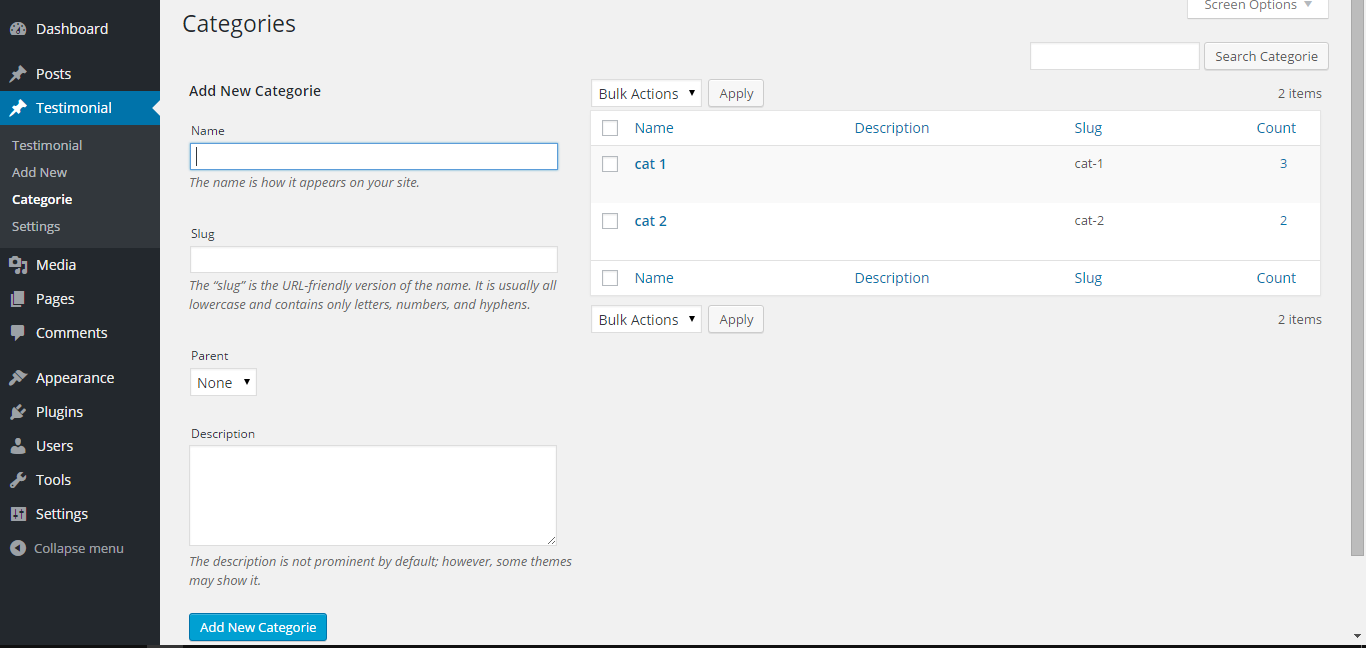 Dashboard
Posts
Testimonial
Testimonial
Add New
Categorie
Settings
Media
Pages
Comments
Appearance
Plugins
Users
Tools
Settings
Collapse menu
Screen Options
Categories
Search Categorie
Add New Categorie
Name
The name is how it appears on your site.
Slug
The “slug” is the URL-friendly version of the name. It is usually all
lowercase and contains only letters, numbers, and hyphens.
Parent
None
Description
The description is not prominent by default; however, some themes
may show it.
Add New Categorie
Bulk Actions Apply 2 items
Name Description Slug Count
cat 1 cat-1 3
cat 2 cat-2 2
Name Description Slug Count
Bulk Actions Apply 2 items